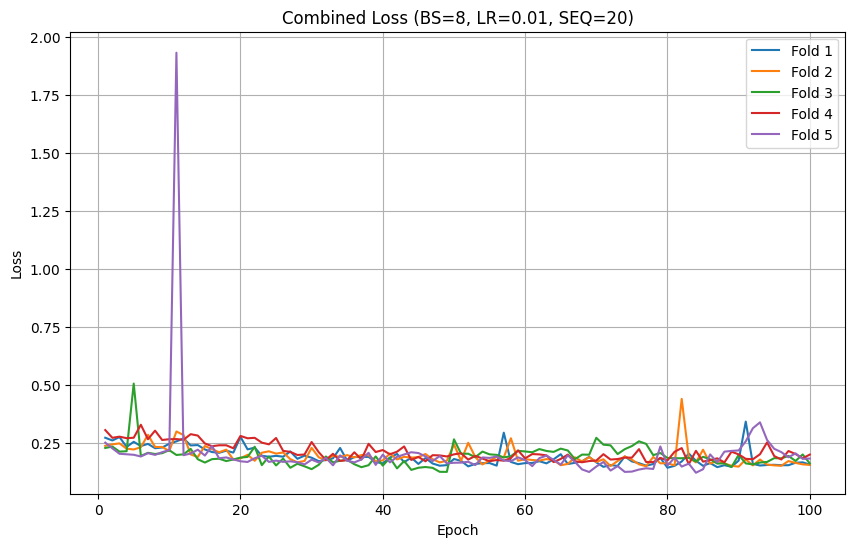 Combined Loss (BS=8, LR=0.01, SEQ=20)
2.00
1.75
1.50
1.25
1.00
0.75
0.50
0.25
Loss
Fold 1
Fold 2
Fold 3
Fold 4
Fold 5
0
20
40
60
80
100
Epoch